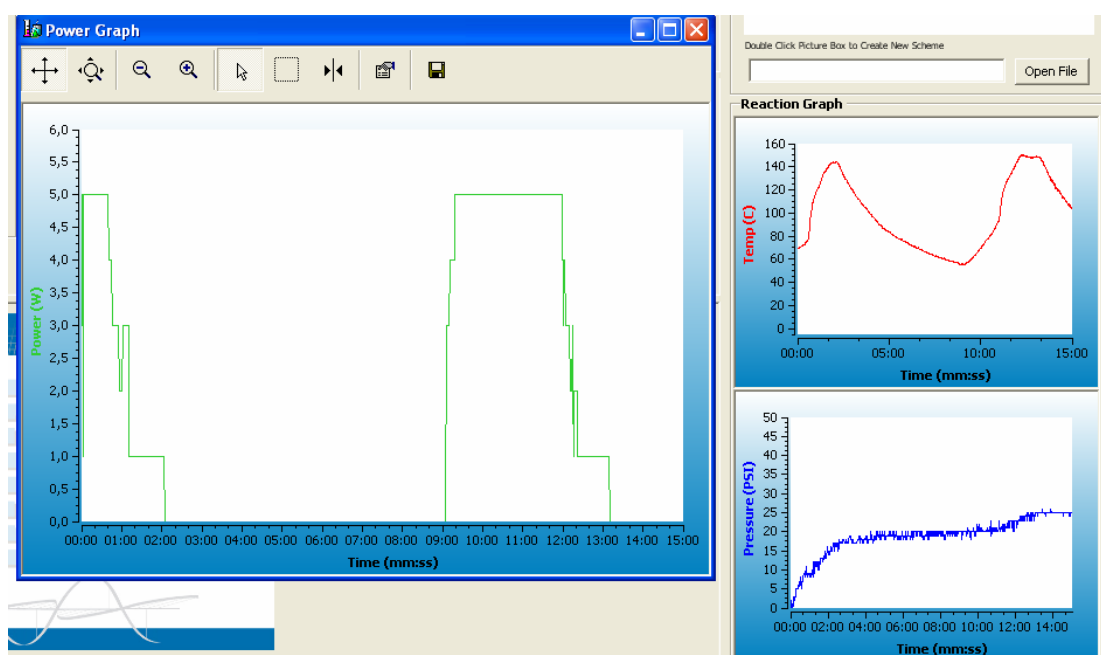 Power Graph
6,0
5,5
5,0
4,5
4,0
3,5
3,0
2,5
2,0
1,5
1,0
0,5
0,0
Power (W)
00:00 01:00 02:00 03:00 04:00 05:00 06:00 07:00 08:00 09:00 10:00 11:00 12:00 13:00 14:00 15:00
Time (mm:ss)
Double Click Picture Box to Create New Scheme
Open File
Reaction Graph
160
140
120
100
80
60
40
20
0
Temp (C)
00:00 05:00 10:00 15:00
Time (mm:ss)
50
45
40
35
30
25
20
15
10
5
0
Pressure (PSI)
00:00 02:00 04:00 06:00 08:00 10:00 12:00 14:00
Time (mm:ss)